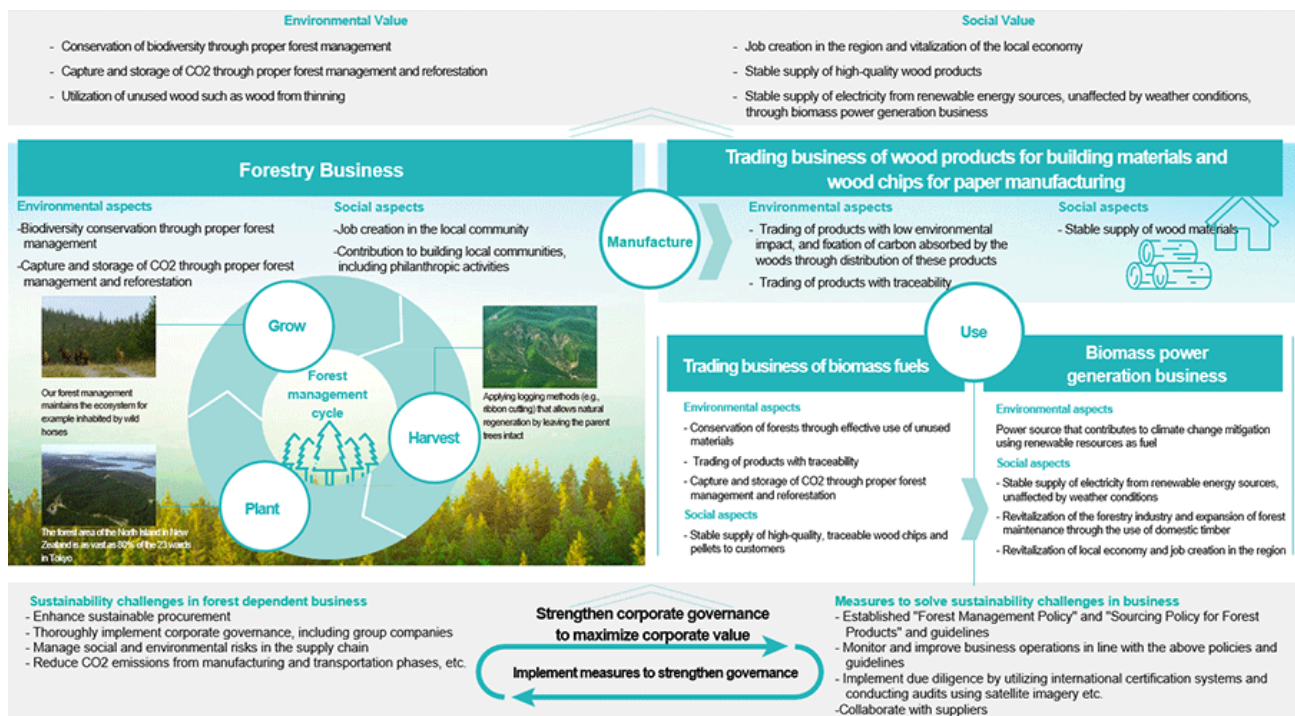 Environmental Value
- Conservation of biodiversity through proper forest management
- Capture and storage of CO2 through proper forest management and reforestation
- Utilization of unused wood such as wood from thinning
Social Value
- Job creation in the region and vitalization of the local economy
- Stable supply of high-quality wood products
- Stable supply of electricity from renewable energy sources, unaffected by weather conditions,
through biomass power generation business
Forestry Business
Environmental aspects
-Biodiversity conservation through proper forest
management
-Capture and storage of CO2 through proper forest
management and reforestation
Social aspects
-Job creation in the local community
-Contribution to building local communities,
including philanthropic activities
Grow
Our forest management
maintains the ecosystem for
example inhabited by wild
horses
Forest
management
cycle
Harvest
Applying logging methods (e.g.,
ribbon cutting) that allows natural
regeneration by leaving the parent
trees intact
Plant
The forest area of the North Island in New
Zealand is as vast as 80% of the 23 wards
in Tokyo
Manufacture
Trading business of wood products for building materials and
wood chips for paper manufacturing
Environmental aspects
- Trading of products with low environmental
impact, and fixation of carbon absorbed by the
woods through distribution of these products
- Trading of products with traceability
Social aspects
- Stable supply of wood materials
Use
Trading business of biomass fuels
Environmental aspects
- Conservation of forests through effective use of unused
materials
- Trading of products with traceability
- Capture and storage of CO2 through proper forest
management and reforestation
Social aspects
- Stable supply of high-quality, traceable wood chips and
pellets to customers
Biomass power
generation business
Environmental aspects
Power source that contributes to climate change mitigation
using renewable resources as fuel
Social aspects
- Stable supply of electricity from renewable energy sources,
unaffected by weather conditions
- Revitalization of the forestry industry and expansion of forest
maintenance through the use of domestic timber
- Revitalization of local economy and job creation in the region
Sustainability challenges in forest dependent business
- Enhance sustainable procurement
- Thoroughly implement corporate governance, including group companies
- Manage social and environmental risks in the supply chain
- Reduce CO2 emissions from manufacturing and transportation phases, etc.
Strengthen corporate governance
to maximize corporate value
Implement measures to strengthen governance
Measures to solve sustainability challenges in business
- Established "Forest Management Policy" and "Sourcing Policy for Forest
Products" and guidelines
- Monitor and improve business operations in line with the above policies and
guidelines
- Implement due diligence by utilizing international certification systems and
conducting audits using satellite imagery etc.
-Collaborate with suppliers